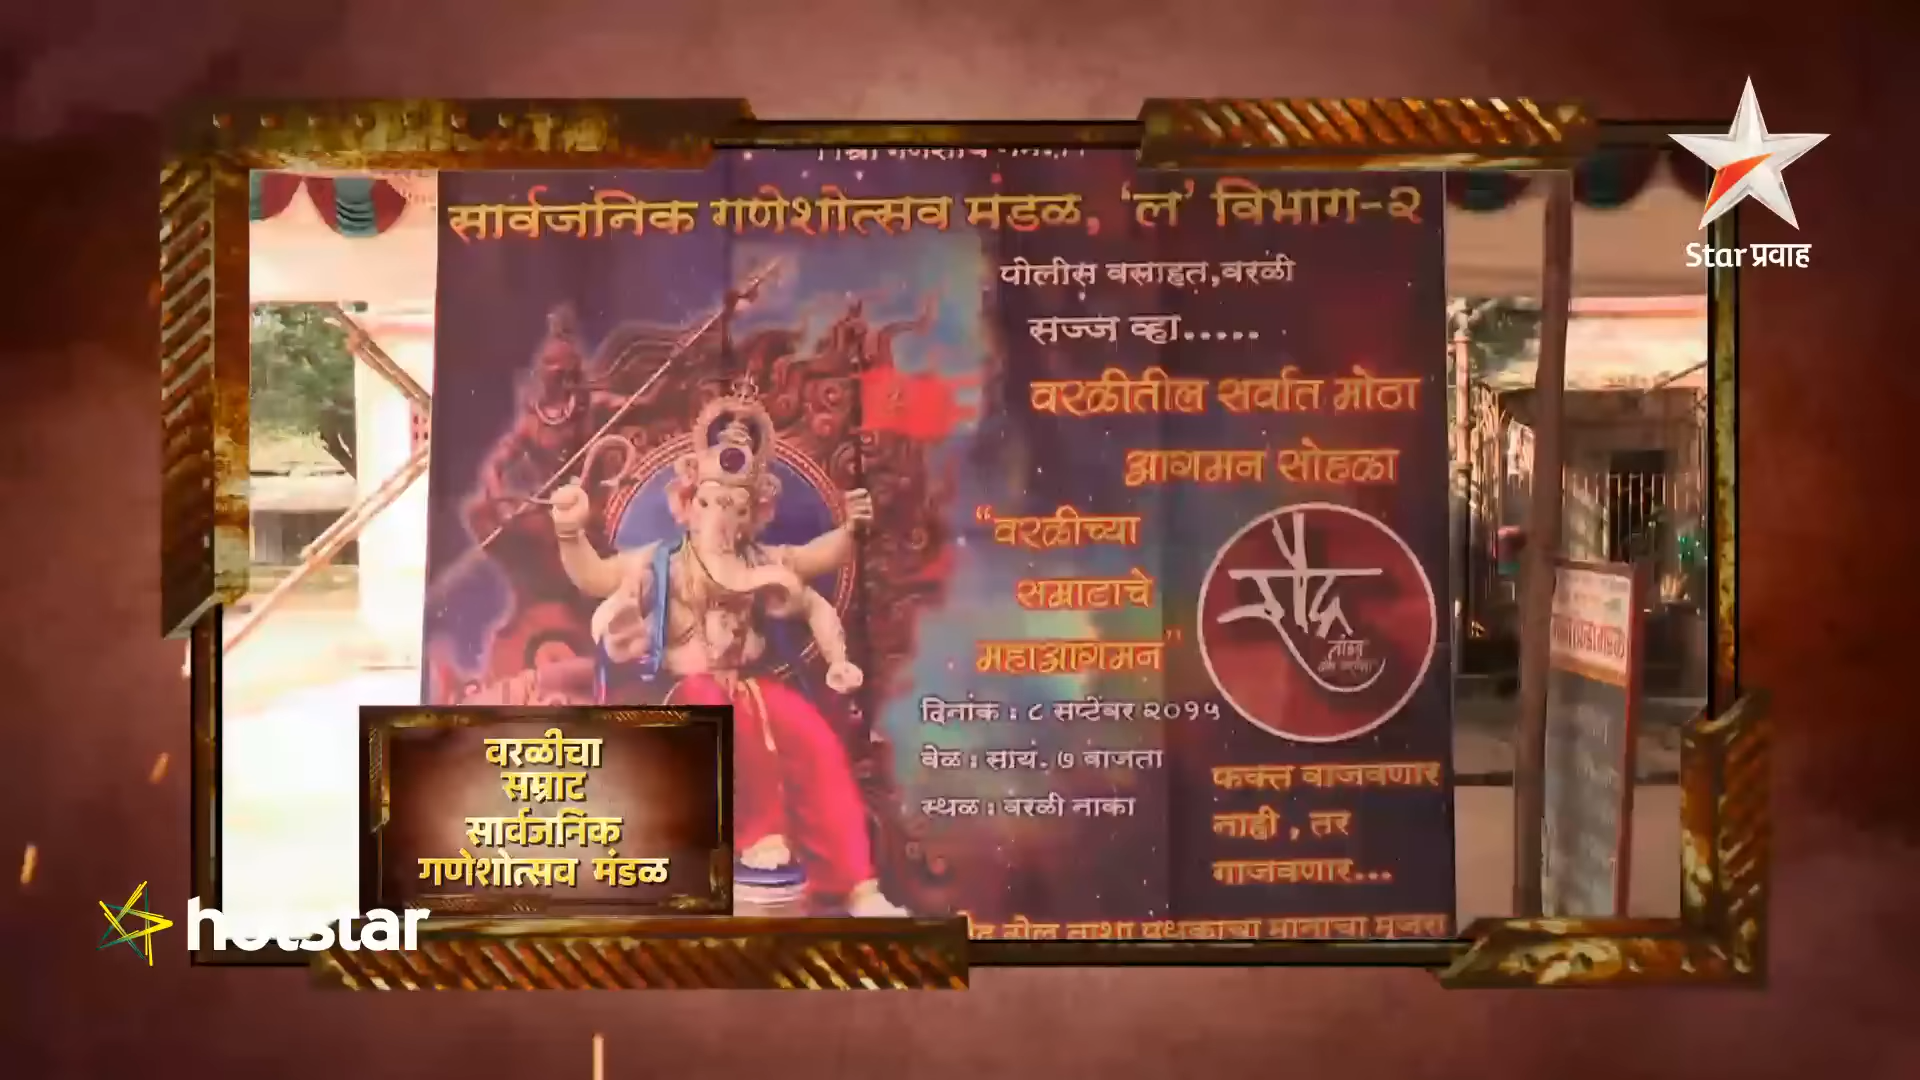 सार्वजनिक गणेशोत्सव मंडळ, 'ल' विभाग-२
पोलीस वसाहत,वरळी
सज्ज व्हा.....
वरळीतील सर्वात मोठा
आगमन सोहळा
"वरळीच्या
सम्राटाचे
महाआगमन"
रौद्र
दिनांक : ८ सप्टेंबर २०१५
वेळ : सायं. ७ वाजता
स्थळ : वरळी नाका
फक्त वाजवणार
नाही , तर
गाजवणार...
ढोल ताशा पथकाचा मानाचा मुजरा
वरळीचा
सम्राट
सार्वजनिक
गणेशोत्सव मंडळ
hotstar
Star प्रवाह